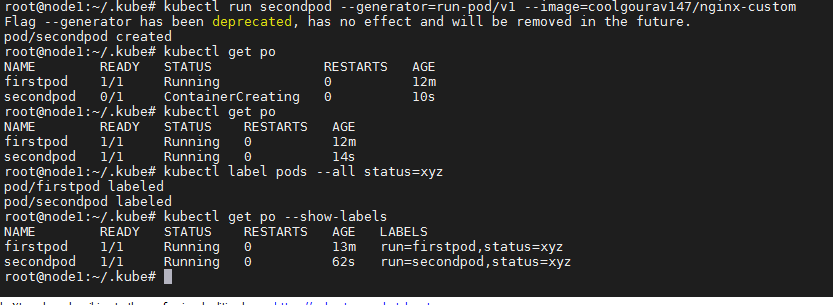 root@node1:~/.kube# kubectl run secondpod --generator=run-pod/v1 --image=coolgourav147/nginx-custom
Flag --generator has been deprecated, has no effect and will be removed in the future.
pod/secondpod created
root@node1:~/.kube# kubectl get po
NAME        READY   STATUS              RESTARTS   AGE
firstpod    1/1     Running             0          12m
secondpod   0/1     ContainerCreating   0          10s
root@node1:~/.kube# kubectl get po
NAME        READY   STATUS    RESTARTS   AGE
firstpod    1/1     Running   0          12m
secondpod   1/1     Running   0          14s
root@node1:~/.kube# kubectl label pods --all status=xyz
pod/firstpod labeled
pod/secondpod labeled
root@node1:~/.kube# kubectl get po --show-labels
NAME        READY   STATUS    RESTARTS   AGE   LABELS
firstpod    1/1     Running   0          13m   run=firstpod,status=xyz
secondpod   1/1     Running   0          62s   run=secondpod,status=xyz
root@node1:~/.kube#